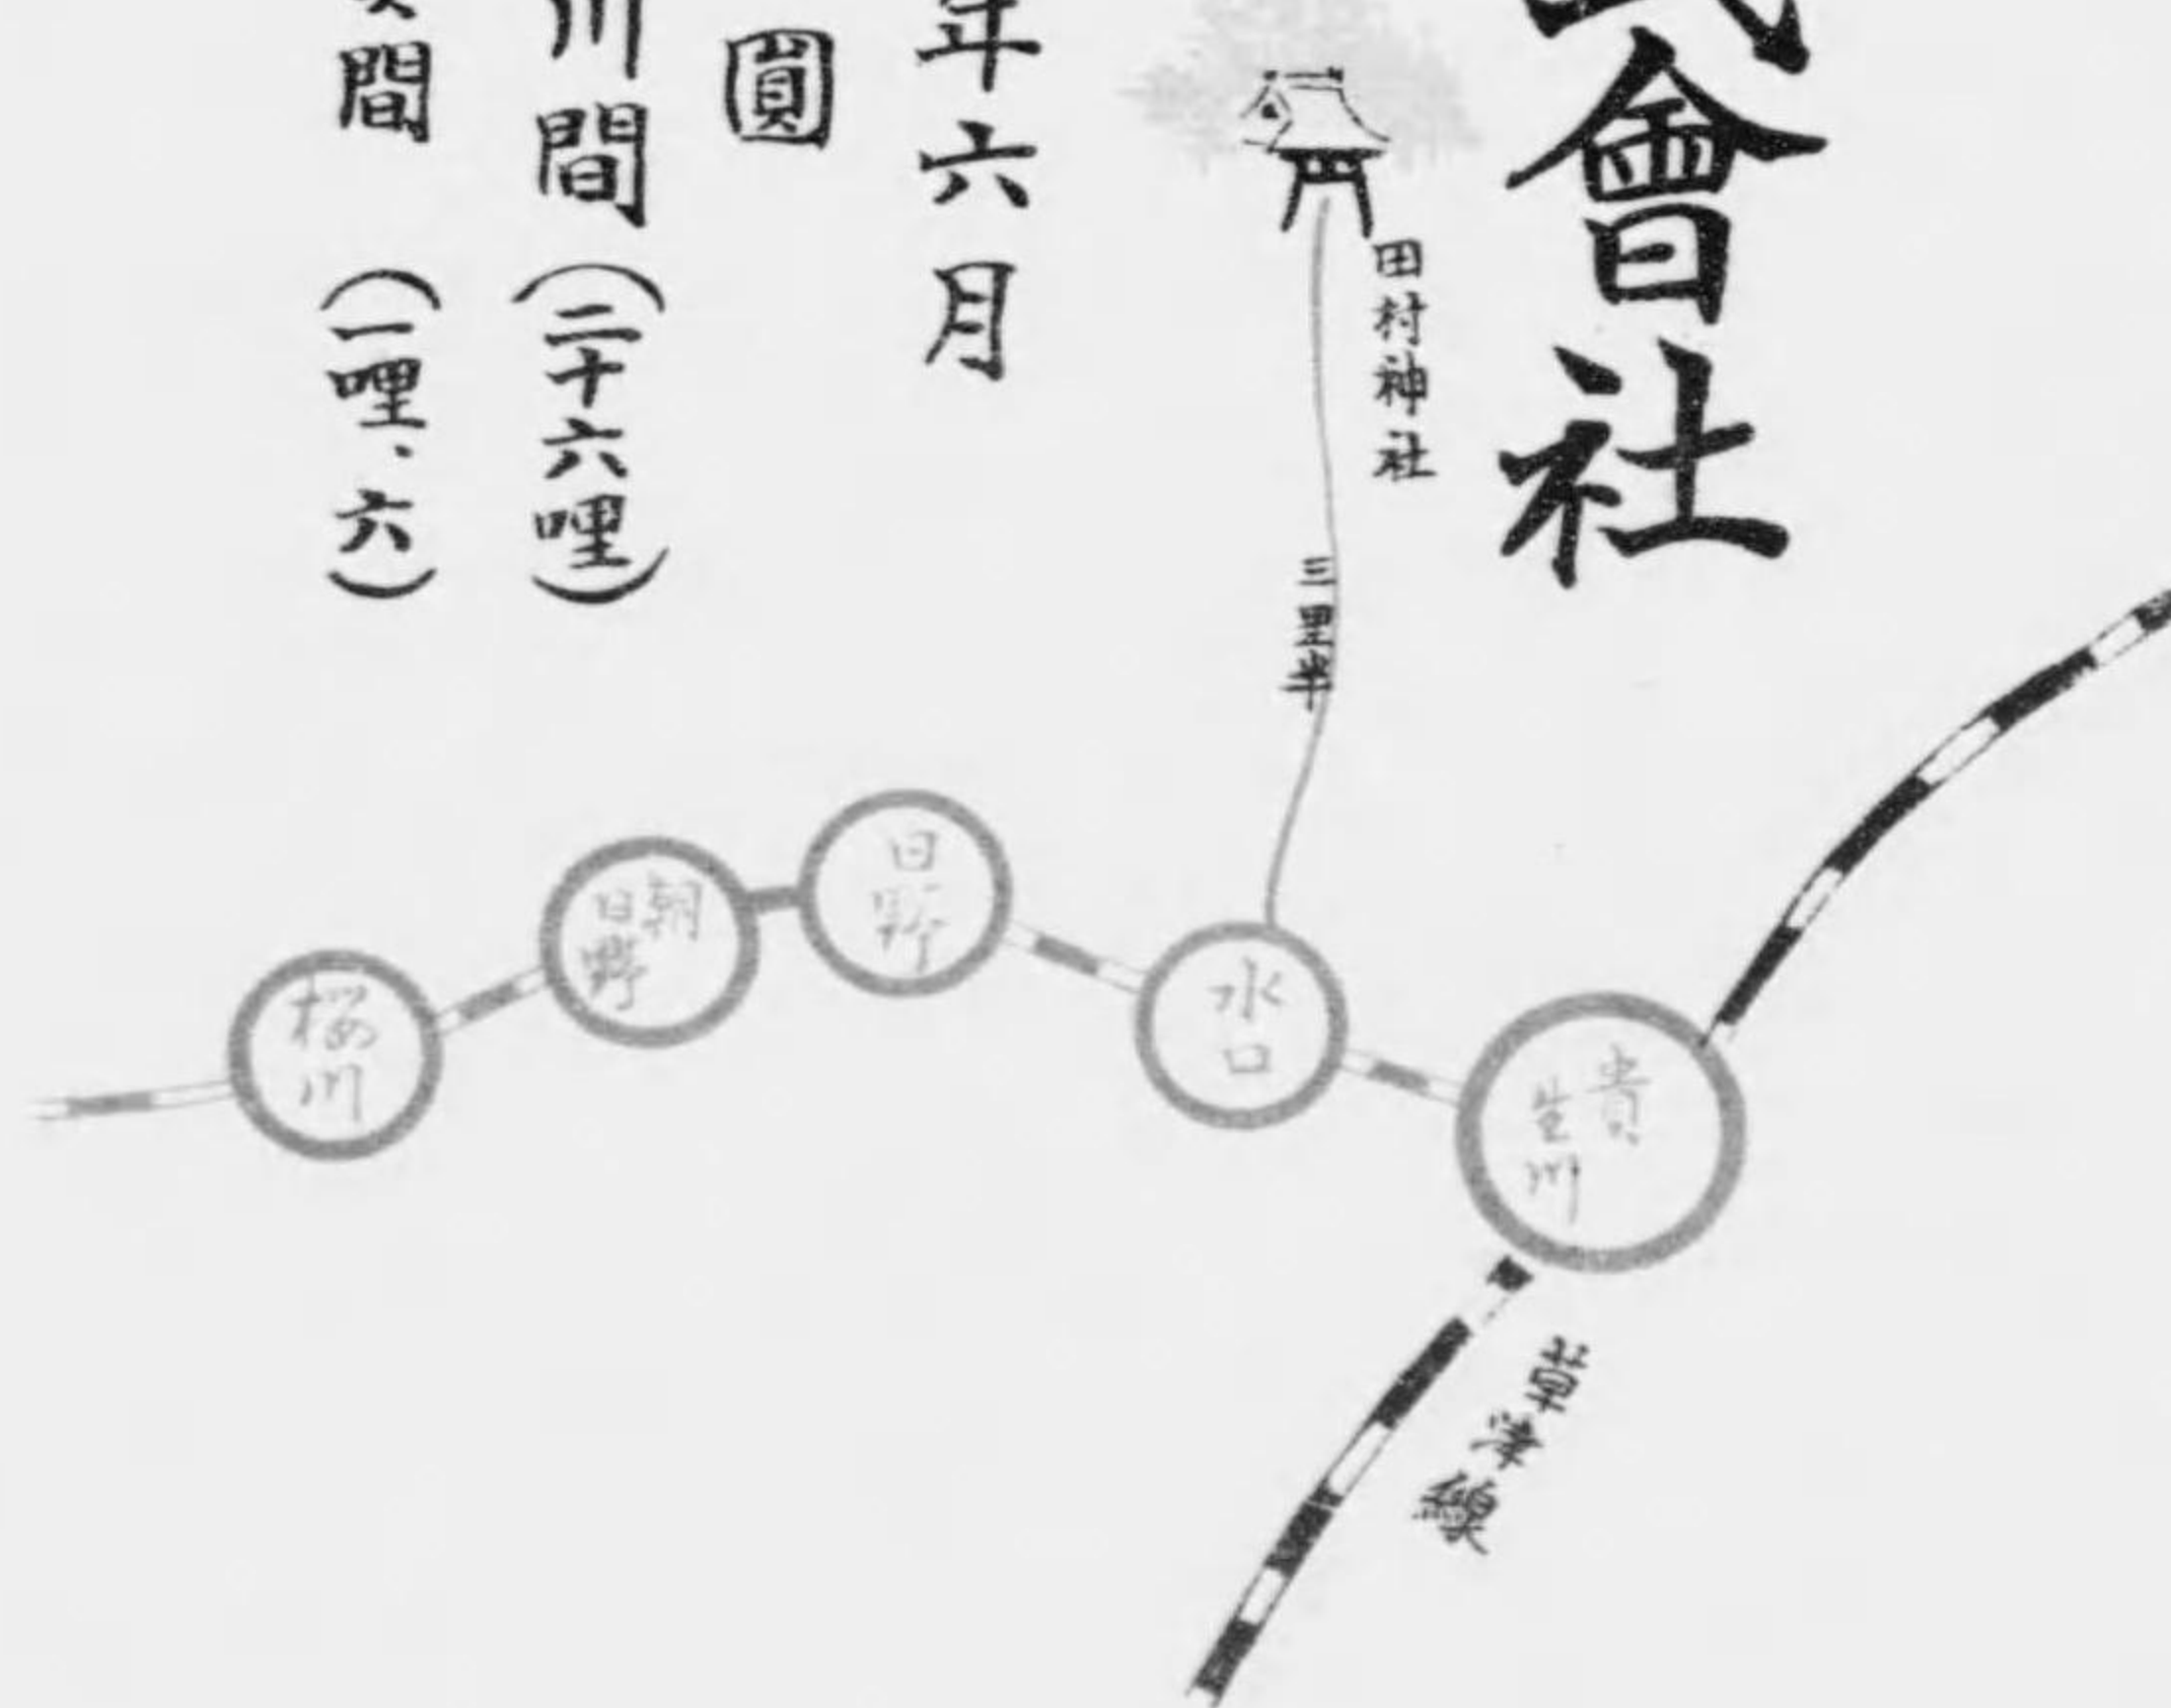 會社
田村神社
三里半
年六月
圓
川間(二十六哩)
間(一哩、六)
貴生川
水口
日野
朝日野
桜川
草津線